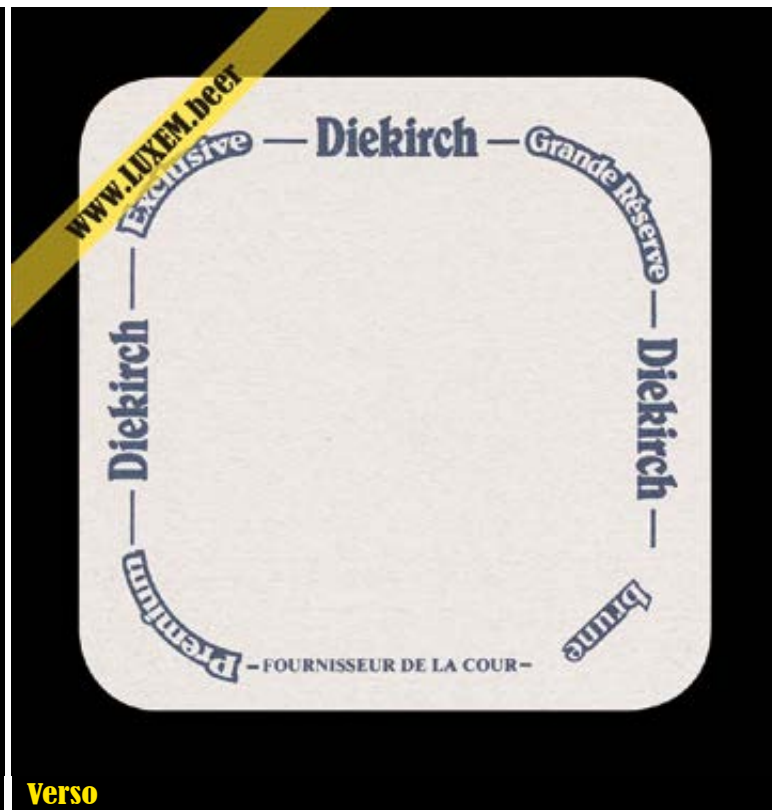 www.LUXEM.beer
Exclusive
Diekirch
Grande Réserve
Diekirch
brune
FOURNISSEUR DE LA COUR
Premium
Diekirch
Verso